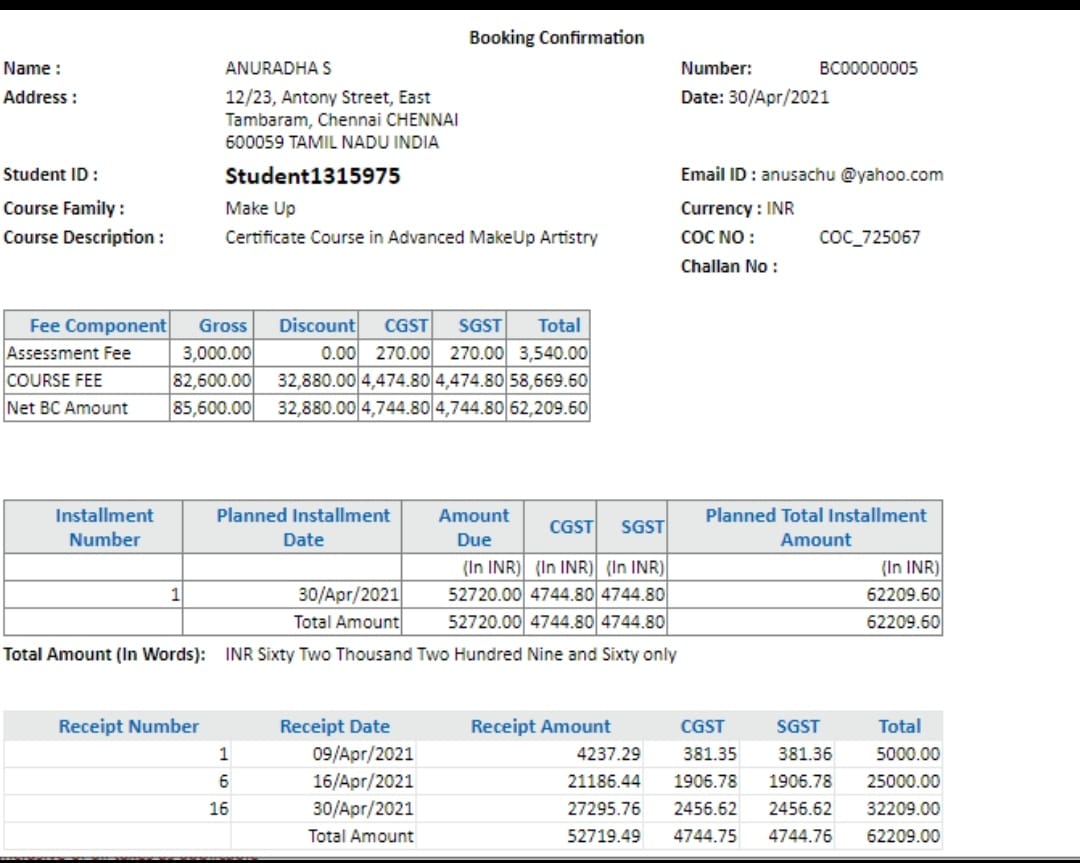 Booking Confirmation
Name : ANURADHA S Number: BC00000005
Address : 12/23, Antony Street, East Date: 30/Apr/2021
Tambaram, Chennai CHENNAI
600059 TAMIL NADU INDIA
Student ID : Student1315975 Email ID : anusachu @yahoo.com
Course Family : Make Up Currency : INR
Course Description : Certificate Course in Advanced MakeUp Artistry COC NO : COC_725067
Challan No :
Fee Component Gross Discount CGST SGST Total
Assessment Fee 3,000.00 0.00 270.00 270.00 3,540.00
COURSE FEE 82,600.00 32,880.00 4,474.80 4,474.80 58,669.60
Net BC Amount 85,600.00 32,880.00 4,744.80 4,744.80 62,209.60
Installment Number Planned Installment Date Amount Due CGST SGST Planned Total Installment Amount
(In INR) (In INR) (In INR) (In INR)
1 30/Apr/2021 52720.00 4744.80 4744.80 62209.60
Total Amount 52720.00 4744.80 4744.80 62209.60
Total Amount (In Words): INR Sixty Two Thousand Two Hundred Nine and Sixty only
Receipt Number Receipt Date Receipt Amount CGST SGST Total
1 09/Apr/2021 4237.29 381.35 381.36 5000.00
6 16/Apr/2021 21186.44 1906.78 1906.78 25000.00
16 30/Apr/2021 27295.76 2456.62 2456.62 32209.00
Total Amount 52719.49 4744.75 4744.76 62209.00